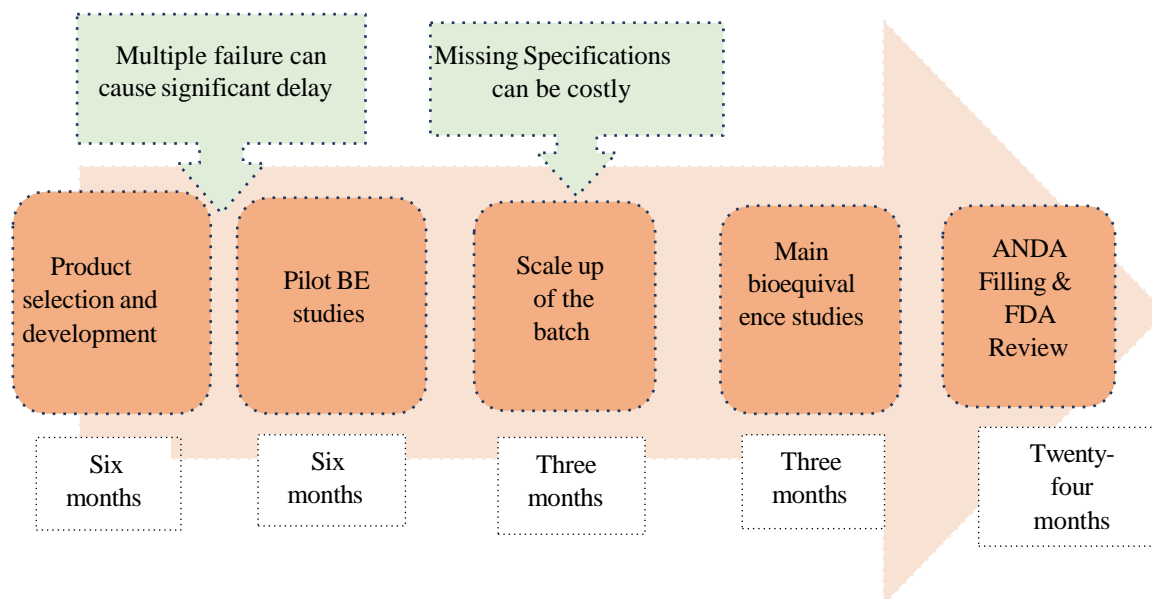 Multiple failure can
cause significant delay
Missing Specifications
can be costly
Product
selection and
development
Pilot BE
studies
Scale up
of the
batch
Main
bioequival
ence studies
ANDA
Filling &
FDA
Review
Six
months
Six
months
Three
months
Three
months
Twenty-
four
months